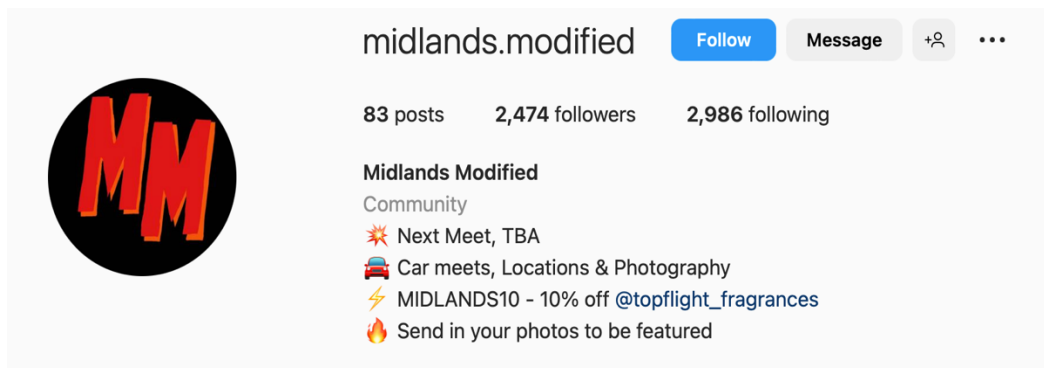 midlands.modified Follow Message
83 posts 2,474 followers 2,986 following
MM
Midlands Modified
Community
💥 Next Meet, TBA
🚘 Car meets, Locations & Photography
⚡ MIDLANDS10 - 10% off @topflight_fragrances
🔥 Send in your photos to be featured